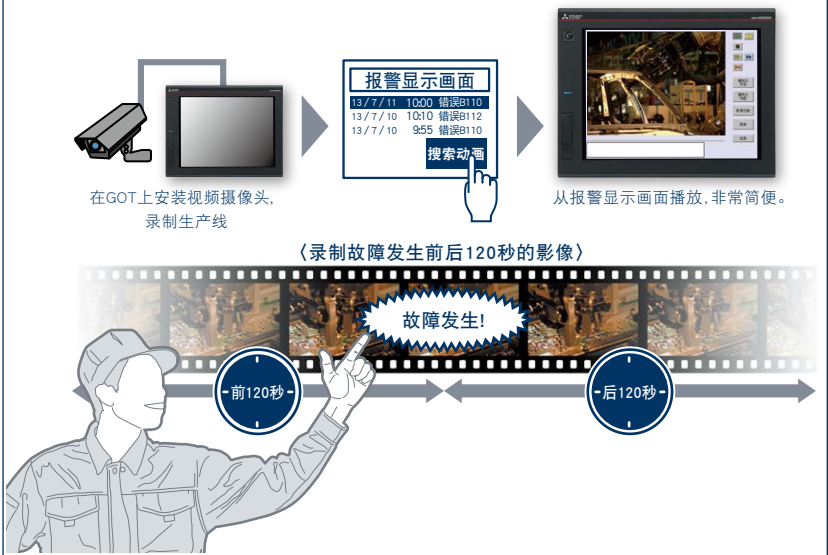 报警显示画面
13/7/11 10:00 错误B110
13/7/10 10:10 错误B112
13/7/10 9:55 错误B110
搜索动画
MITSUBISHI ELECTRIC
在GOT上安装视频摄像头,
录制生产线
从报警显示画面播放,非常简便。
〈录制故障发生前后120秒的影像〉
故障发生!
前120秒
后120秒